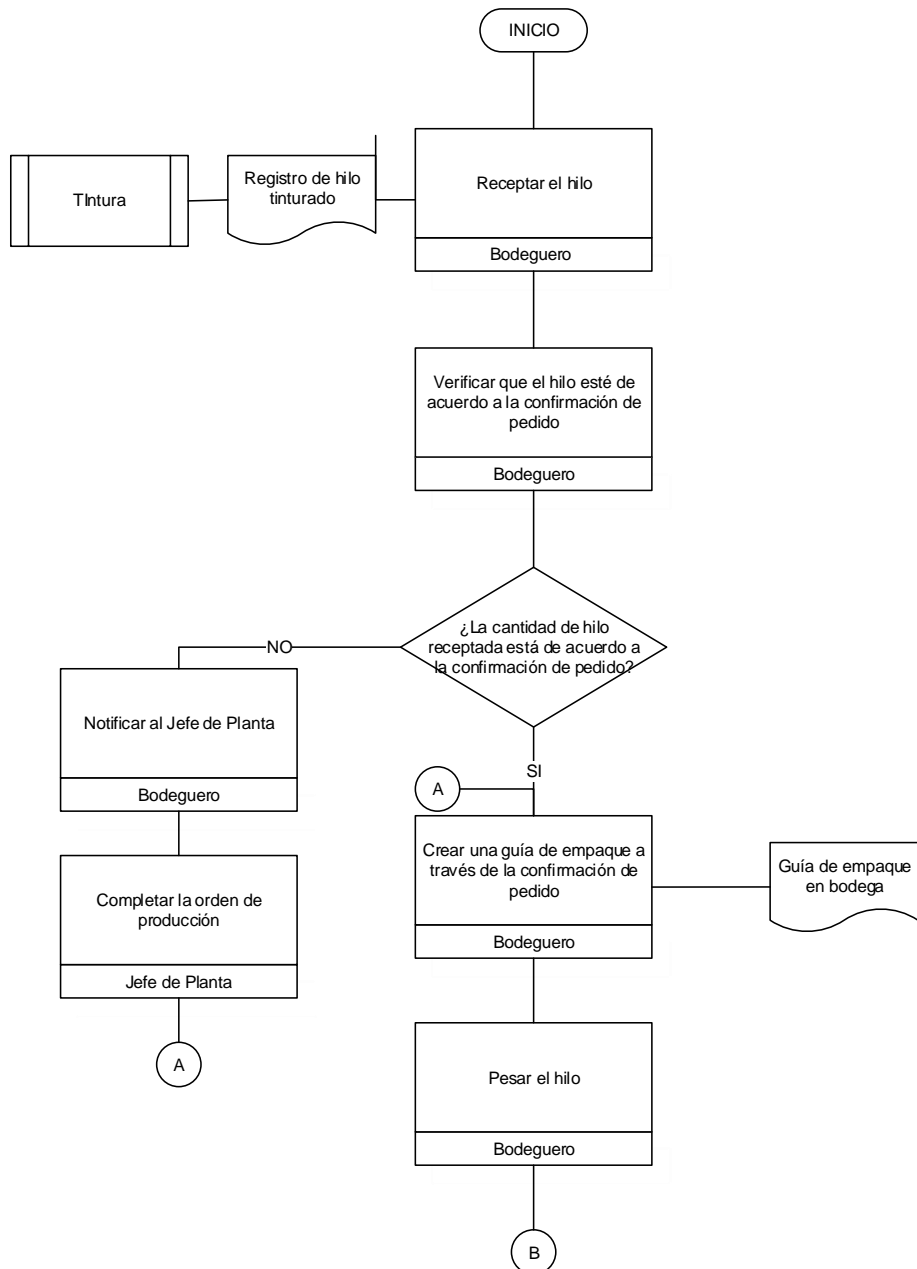 INICIO
TIntura
Registro de hilo
tinturado
Receptar el hilo
Bodeguero
Verificar que el hilo esté de
acuerdo a la confirmación de
pedido
Bodeguero
¿La cantidad de hilo
receptada está de acuerdo a
la confirmación de pedido?
NO
Notificar al Jefe de Planta
Bodeguero
Completar la orden de
producción
Jefe de Planta
A
SI
A
Crear una guía de empaque a
través de la confirmación de
pedido
Bodeguero
Guía de empaque
en bodega
Pesar el hilo
Bodeguero
B